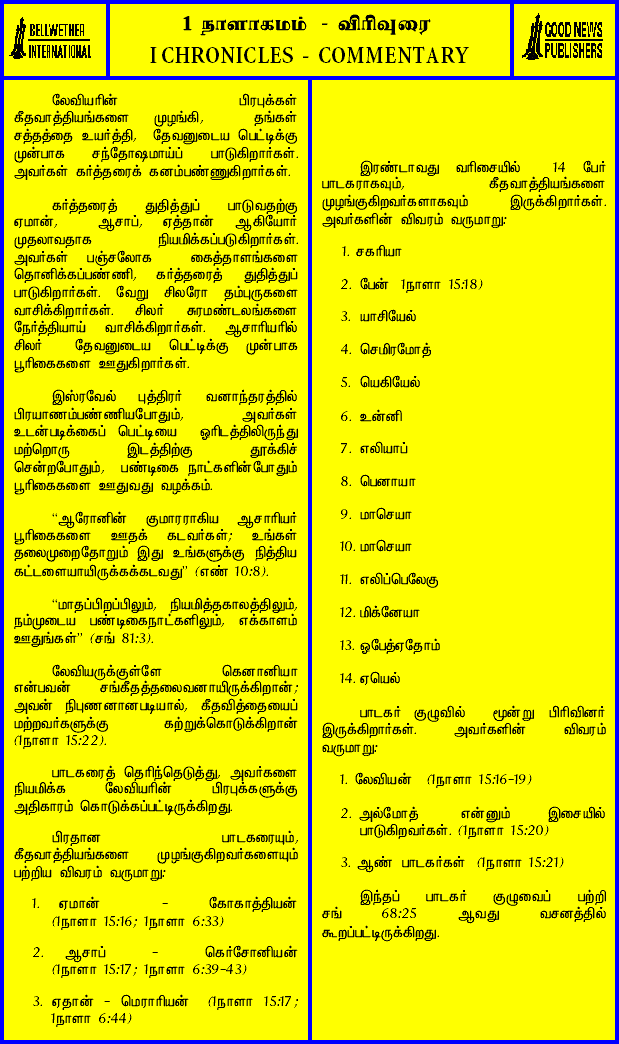 BELLWETHER
INTERNATIONAL
1 நாளாகமம் - விரிவுரை
I CHRONICLES - COMMENTARY
GOOD NEWS
PUBLISHERS
லேவியரின் பிரபுக்கள்
கீதவாத்தியங்களை முழங்கி, தங்கள்
சத்தத்தை உயர்த்தி, தேவனுடைய பெட்டிக்கு
முன்பாக சந்தோஷமாய்ப் பாடுகிறார்கள்.
அவர்கள் கர்த்தரைக் கனம்பண்ணுகிறார்கள்.
கர்த்தரைத் துதித்துப் பாடுவதற்கு
ஏமான், ஆசாப், ஏத்தான் ஆகியோர்
முதலாவதாக நியமிக்கப்படுகிறார்கள்.
அவர்கள் பஞ்சலோக கைத்தாளங்களை
தொனிக்கப்பண்ணி, கர்த்தரைத் துதித்துப்
பாடுகிறார்கள். வேறு சிலரோ தம்புருகளை
வாசிக்கிறார்கள். சிலர் சுரமண்டலங்களை
நேர்த்தியாய் வாசிக்கிறார்கள். ஆசாரியரில்
சிலர் தேவனுடைய பெட்டிக்கு முன்பாக
பூரிகைகளை ஊதுகிறார்கள்.
இஸ்ரவேல் புத்திரர் வனாந்தரத்தில்
பிரயாணம்பண்ணியபோதும், அவர்கள்
உடன்படிக்கைப் பெட்டியை ஓரிடத்திலிருந்து
மற்றொரு இடத்திற்கு தூக்கிச்
சென்றபோதும், பண்டிகை நாட்களின்போதும்
பூரிகைகளை ஊதுவது வழக்கம்.
"ஆரோனின் குமாரராகிய ஆசாரியர்
பூரிகைகளை ஊதக் கடவர்கள்; உங்கள்
தலைமுறைதோறும் இது உங்களுக்கு நித்திய
கட்டளையாயிருக்கக்கடவது" (எண் 10:8).
"மாதப்பிறப்பிலும், நியமித்தகாலத்திலும்,
நம்முடைய பண்டிகைநாட்களிலும், எக்காளம்
ஊதுங்கள்" (சங் 81:3).
லேவியருக்குள்ளே கெனானியா
என்பவன் சங்கீதத்தலைவனாயிருக்கிறான்;
அவன் நிபுணனானபடியால், கீதவித்தையைப்
மற்றவர்களுக்கு கற்றுக்கொடுக்கிறான்
(1நாளா 15:22).
பாடகரைத் தெரிந்தெடுத்து, அவர்களை
நியமிக்க லேவியரின் பிரபுக்களுக்கு
அதிகாரம் கொடுக்கப்பட்டிருக்கிறது.
பிரதான பாடகரையும்,
கீதவாத்தியங்களை முழங்குகிறவர்களையும்
பற்றிய விவரம் வருமாறு:
1. ஏமான் - கோகாத்தியன்
(1நாளா 15:16; 1நாளா 6:33)
2. ஆசாப் - கெர்சோனியன்
(1நாளா 15:17; 1நாளா 6:39-43)
3. ஏதான் - மெராரியன் (1நாளா 15:17;
1நாளா 6:44)
இரண்டாவது வரிசையில் 14 பேர்
பாடகராகவும், கீதவாத்தியங்களை
முழங்குகிறவர்களாகவும் இருக்கிறார்கள்.
அவர்களின் விவரம் வருமாறு:
1. சகரியா
2. பேன் 1நாளா 15:18)
3. யாசியேல்
4. செமிரமோத்
5. யெகியேல்
6. உன்னி
7. எலியாப்
8. பெனாயா
9. மாசெயா
10. மாசெயா
11. எலிப்பெலேகு
12. மிக்னேயா
13. ஓபேத்ஏதோம்
14. ஏயெல்
பாடகர் குழுவில் மூன்று பிரிவினர்
இருக்கிறார்கள். அவர்களின் விவரம்
வருமாறு:
1. லேவியன் (1நாளா 15:16-19)
2. அல்மோத் என்னும் இசையில்
பாடுகிறவர்கள். (1நாளா 15:20)
3. ஆண் பாடகர்கள் (1நாளா 15:21)
இந்தப் பாடகர் குழுவைப் பற்றி
சங் 68:25 ஆவது வசனத்தில்
கூறப்பட்டிருக்கிறது.